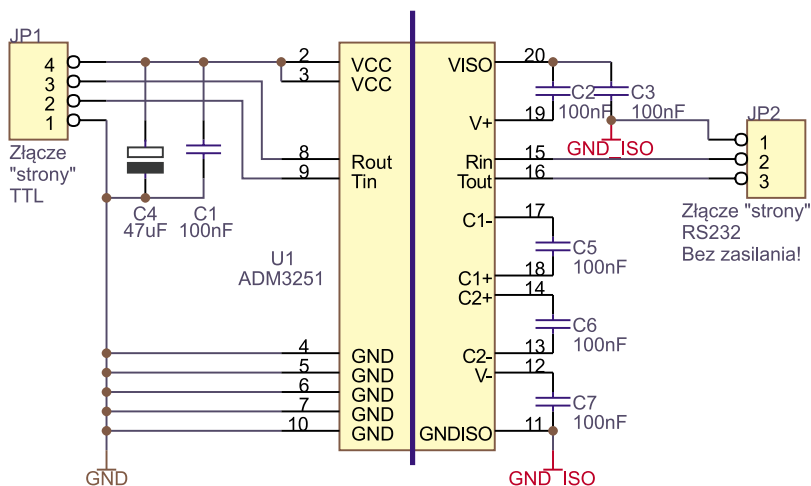 JP1
4
3
2
1
Złącze
"strony"
TTL
C4
47uF
C1
100nF
U1
ADM3251
2
3
8
9
4
5
6
7
10
VCC
VCC
Rout
Tin
GND
GND
GND
GND
GND
GND
VISO
V+
Rin
Tout
C1-
C1+
C2+
C2-
V-
GNDISO
20
19
15
16
17
18
14
13
12
11
C2
100nF
C3
100nF
GND_ISO
JP2
1
2
3
Złącze "strony"
RS232
Bez zasilania!
C5
100nF
C6
100nF
C7
100nF
GND_ISO